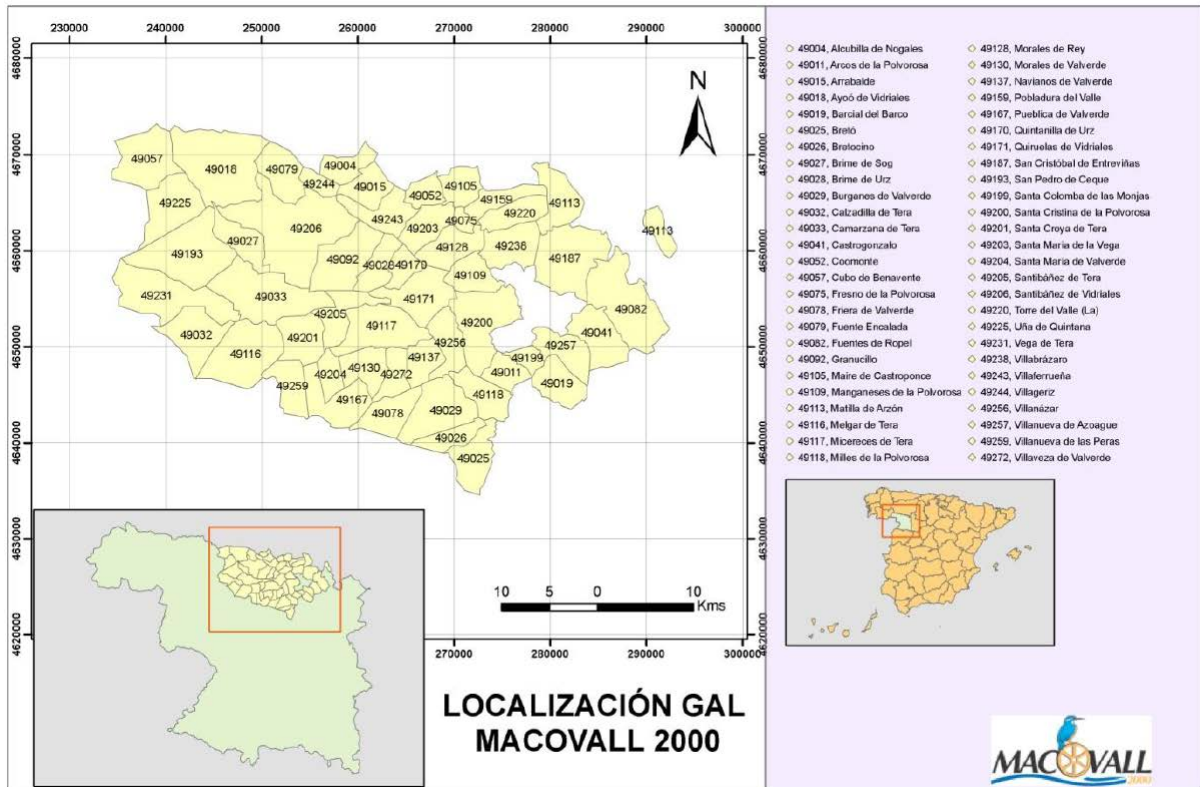 230000 240000 250000 260000 270000 280000 290000 300000
4680000
4670000
4660000
4650000
4640000
4630000
4620000
4680000
4670000
4660000
4650000
4640000
4630000
4620000
N
49057
49018
49079
49004
49244
49015
49052
49105
49159
49113
49225
49206
49243
49203
49075
49220
49113
49193
49027
49092
49028
49170
49128
49238
49187
49231
49033
49109
49171
49082
49205
49117
49200
49032
49201
49256
49041
49116
49137
49257
49199
49204
49130
49272
49011
49259
49019
49167
49118
49078
49029
49026
49025
10 5 0 10
Kms
270000 280000 290000 300000
LOCALIZACIÓN GAL
MACOVALL 2000
49004, Alcubilla de Nogales
49011, Arcos de la Polvorosa
49015, Arrabalde
49018, Ayoó de Vidriales
49019, Barcial del Barco
49025, Bretó
49026, Bretocino
49027, Brime de Sog
49028, Brime de Urz
49029, Burganes de Valverde
49032, Calzadilla de Tera
49033, Camarzana de Tera
49041, Castrogonzalo
49052, Coomonte
49057, Cubo de Benavente
49075, Fresno de la Polvorosa
49078, Friera de Valverde
49079, Fuente Encalada
49082, Fuentes de Ropel
49092, Granucillo
49105, Maire de Castroponce
49109, Manganeses de la Polvorosa
49113, Matilla de Arzón
49116, Melgar de Tera
49117, Micereces de Tera
49118, Milles de la Polvorosa
49128, Morales de Rey
49130, Morales de Valverde
49137, Navianos de Valverde
49159, Pobladura del Valle
49167, Pueblica de Valverde
49170, Quintanilla de Urz
49171, Quiruelas de Vidriales
49187, San Cristóbal de Entreviñas
49193, San Pedro de Ceque
49199, Santa Colomba de las Monjas
49200, Santa Cristina de la Polvorosa
49201, Santa Croya de Tera
49203, Santa María de la Vega
49204, Santa María de Valverde
49205, Santibáñez de Tera
49206, Santibáñez de Vidriales
49220, Torre del Valle (La)
49225, Uña de Quintana
49231, Vega de Tera
49238, Villabrázaro
49243, Villaferrueña
49244, Villageriz
49256, Villanázar
49257, Villanueva de Azoague
49259, Villanueva de las Peras
49272, Villaveza de Valverde
MACOVALL
2000